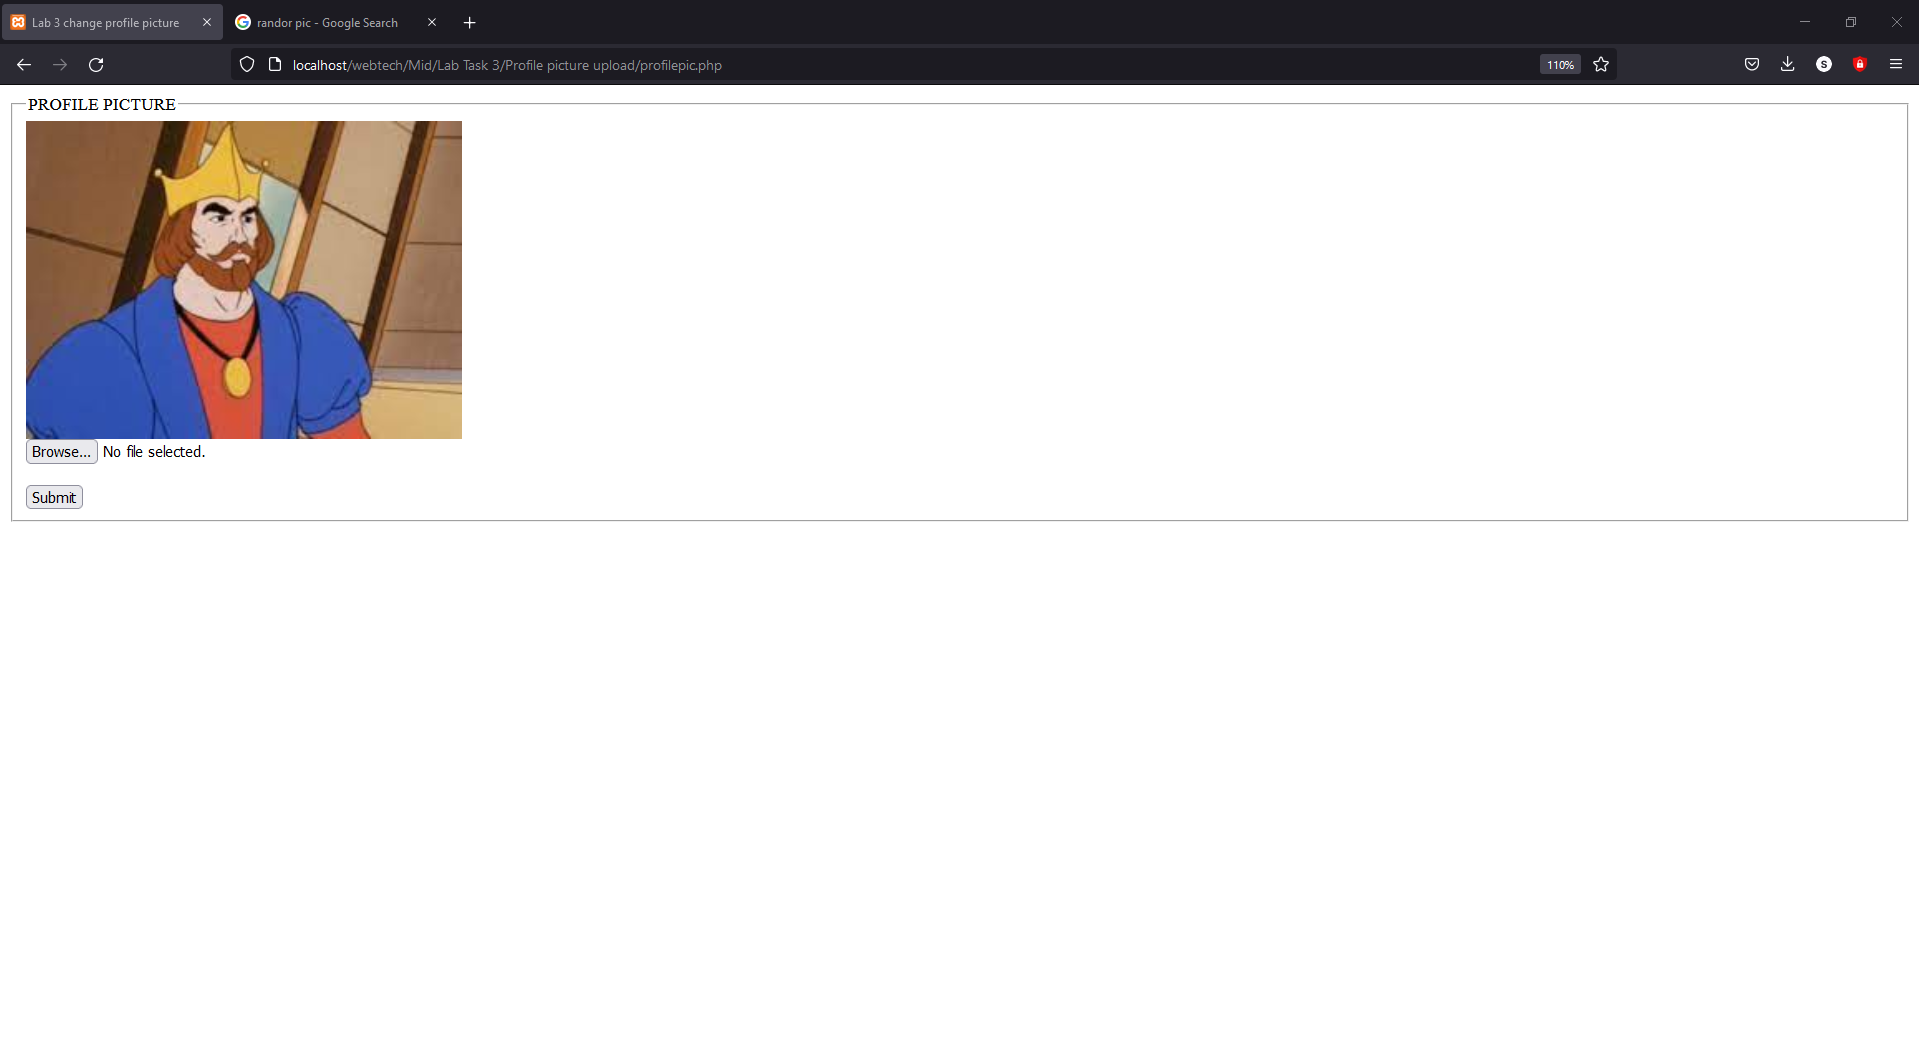 Lab 3 change profile picture
randor pic - Google Search
localhost/webtech/Mid/Lab Task 3/Profile picture upload/profilepic.php
110%
S
PROFILE PICTURE
Browse... No file selected.
Submit